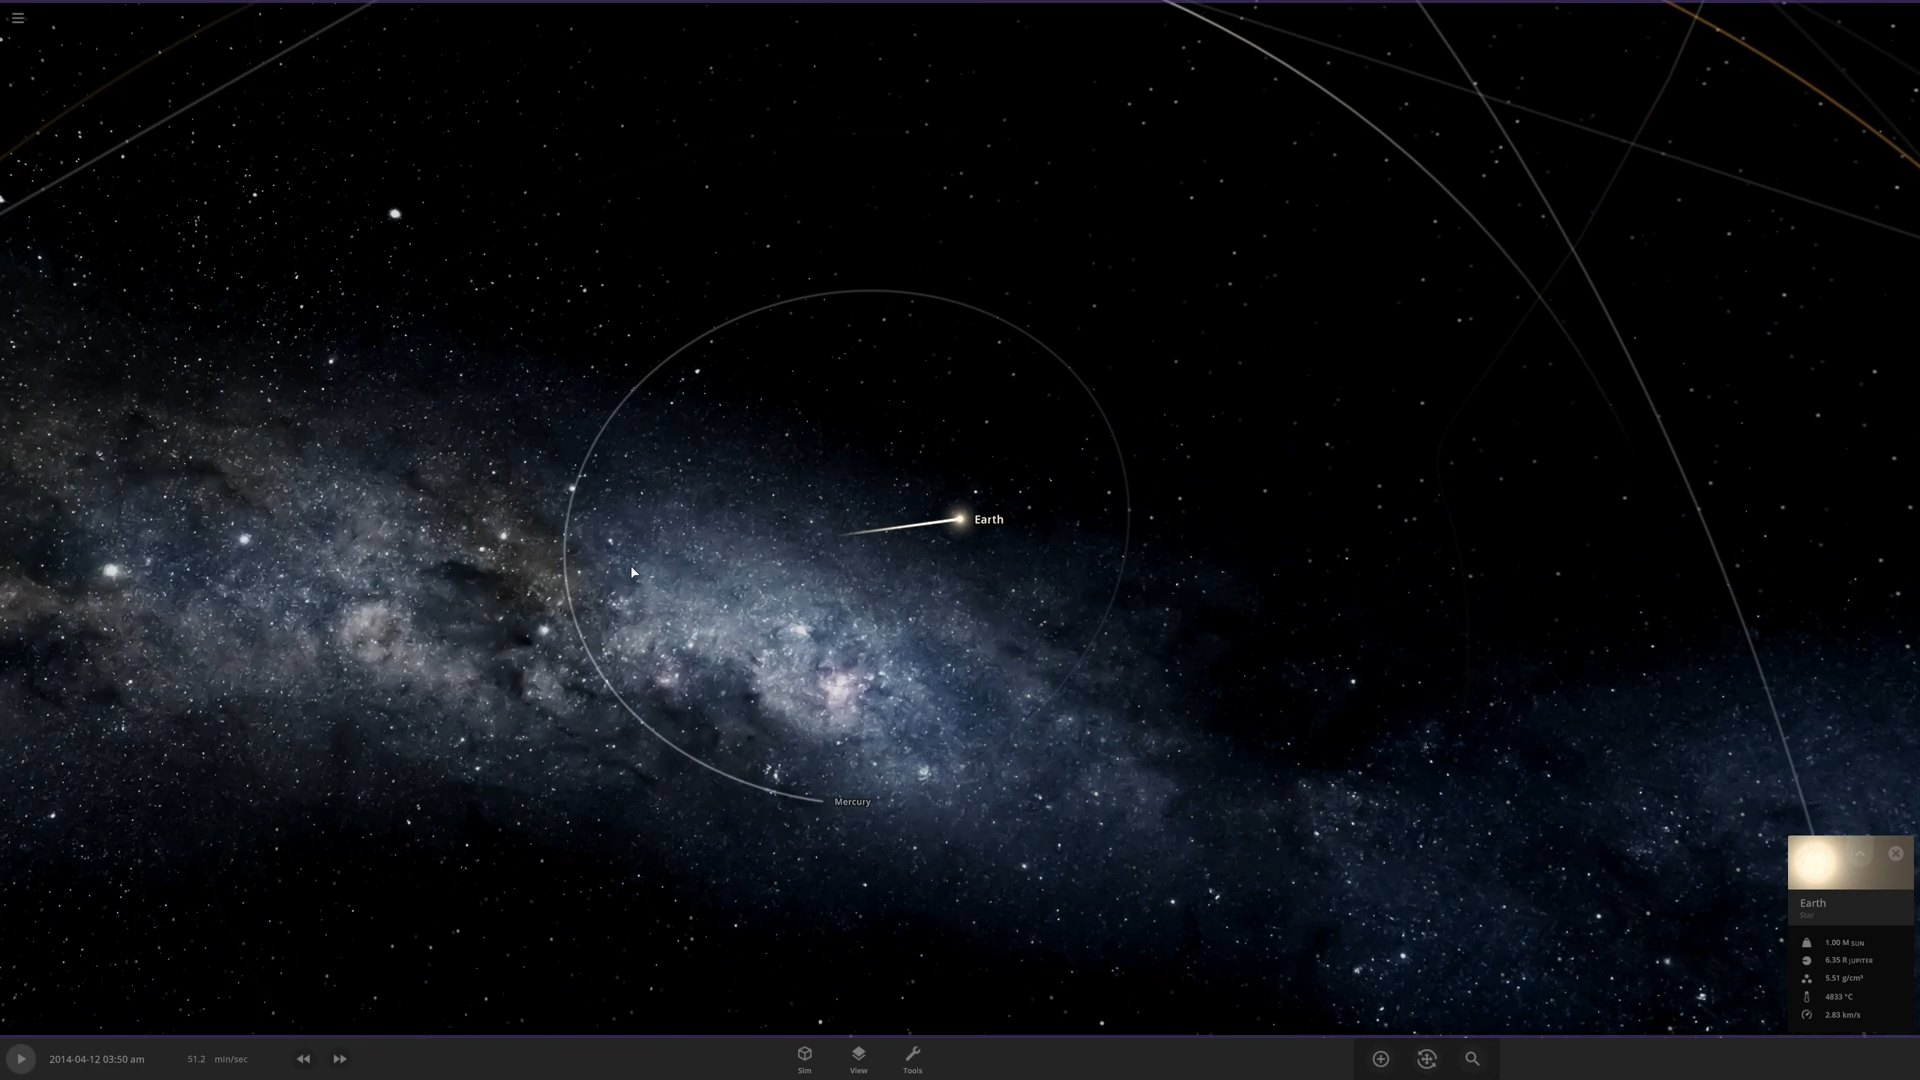 Earth
Mercury
Earth
Star
1.00 M SUN
6.35 R JUPITER
5.51 g/cm³
4833 °C
2.83 km/s
2014-04-12 03:50 am
51.2 min/sec
Sim
View
Tools